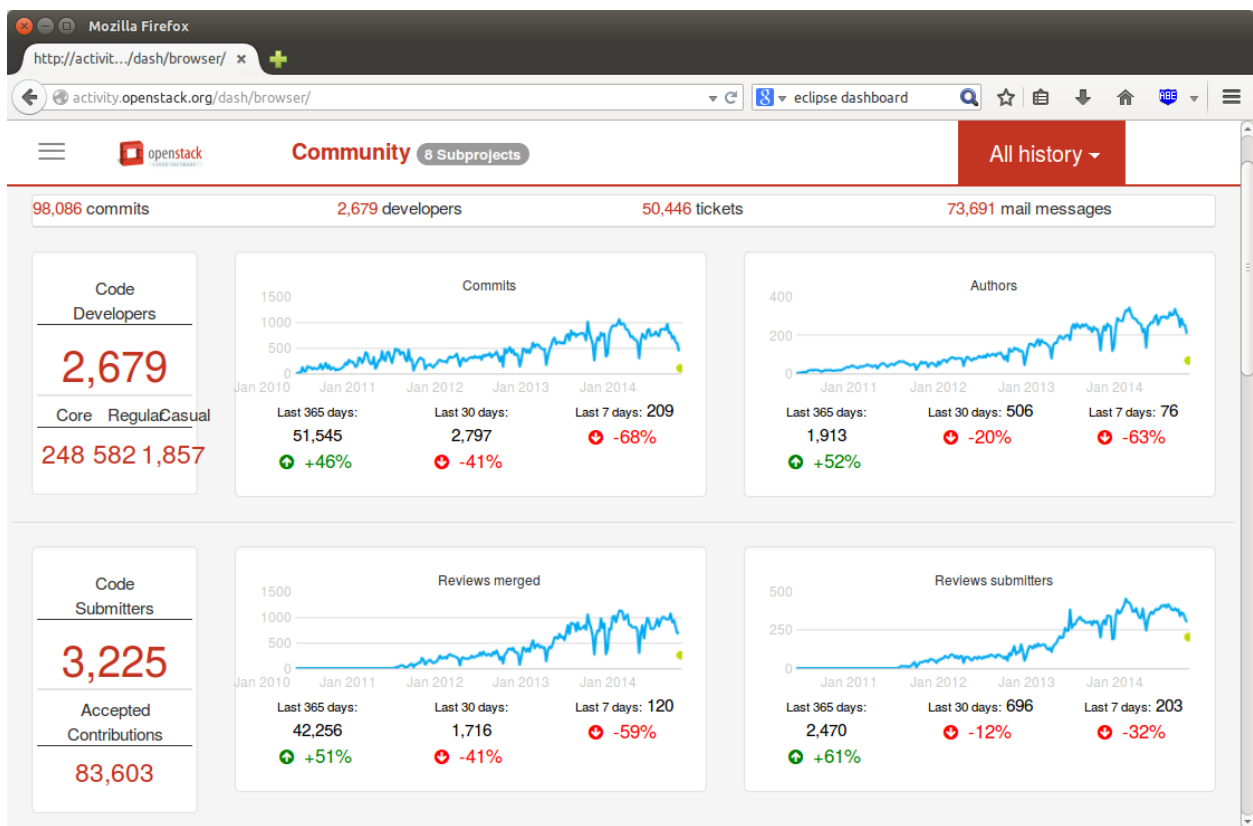 Mozilla Firefox
http://activit.../dash/browser/
activity.openstack.org/dash/browser/
8
eclipse dashboard
ABE
openstack
CLOUD SOFTWARE
Community 8 Subprojects
All history
98,086 commits
2,679 developers
50,446 tickets
73,691 mail messages
Code
Developers
2,679
Core Regular Casual
248 582 1,857
Commits
1500
1000
500
0
Jan 2010 Jan 2011 Jan 2012 Jan 2013 Jan 2014
Last 365 days:
51,545
+46%
Last 30 days:
2,797
-41%
Last 7 days: 209
-68%
Authors
400
200
0
Jan 2011 Jan 2012 Jan 2013 Jan 2014
Last 365 days:
1,913
+52%
Last 30 days: 506
-20%
Last 7 days: 76
-63%
Code
Submitters
3,225
Accepted
Contributions
83,603
Reviews merged
1500
1000
500
0
Jan 2010 Jan 2011 Jan 2012 Jan 2013 Jan 2014
Last 365 days:
42,256
+51%
Last 30 days:
1,716
-41%
Last 7 days: 120
-59%
Reviews submitters
500
250
0
Jan 2011 Jan 2012 Jan 2013 Jan 2014
Last 365 days:
2,470
+61%
Last 30 days: 696
-12%
Last 7 days: 203
-32%